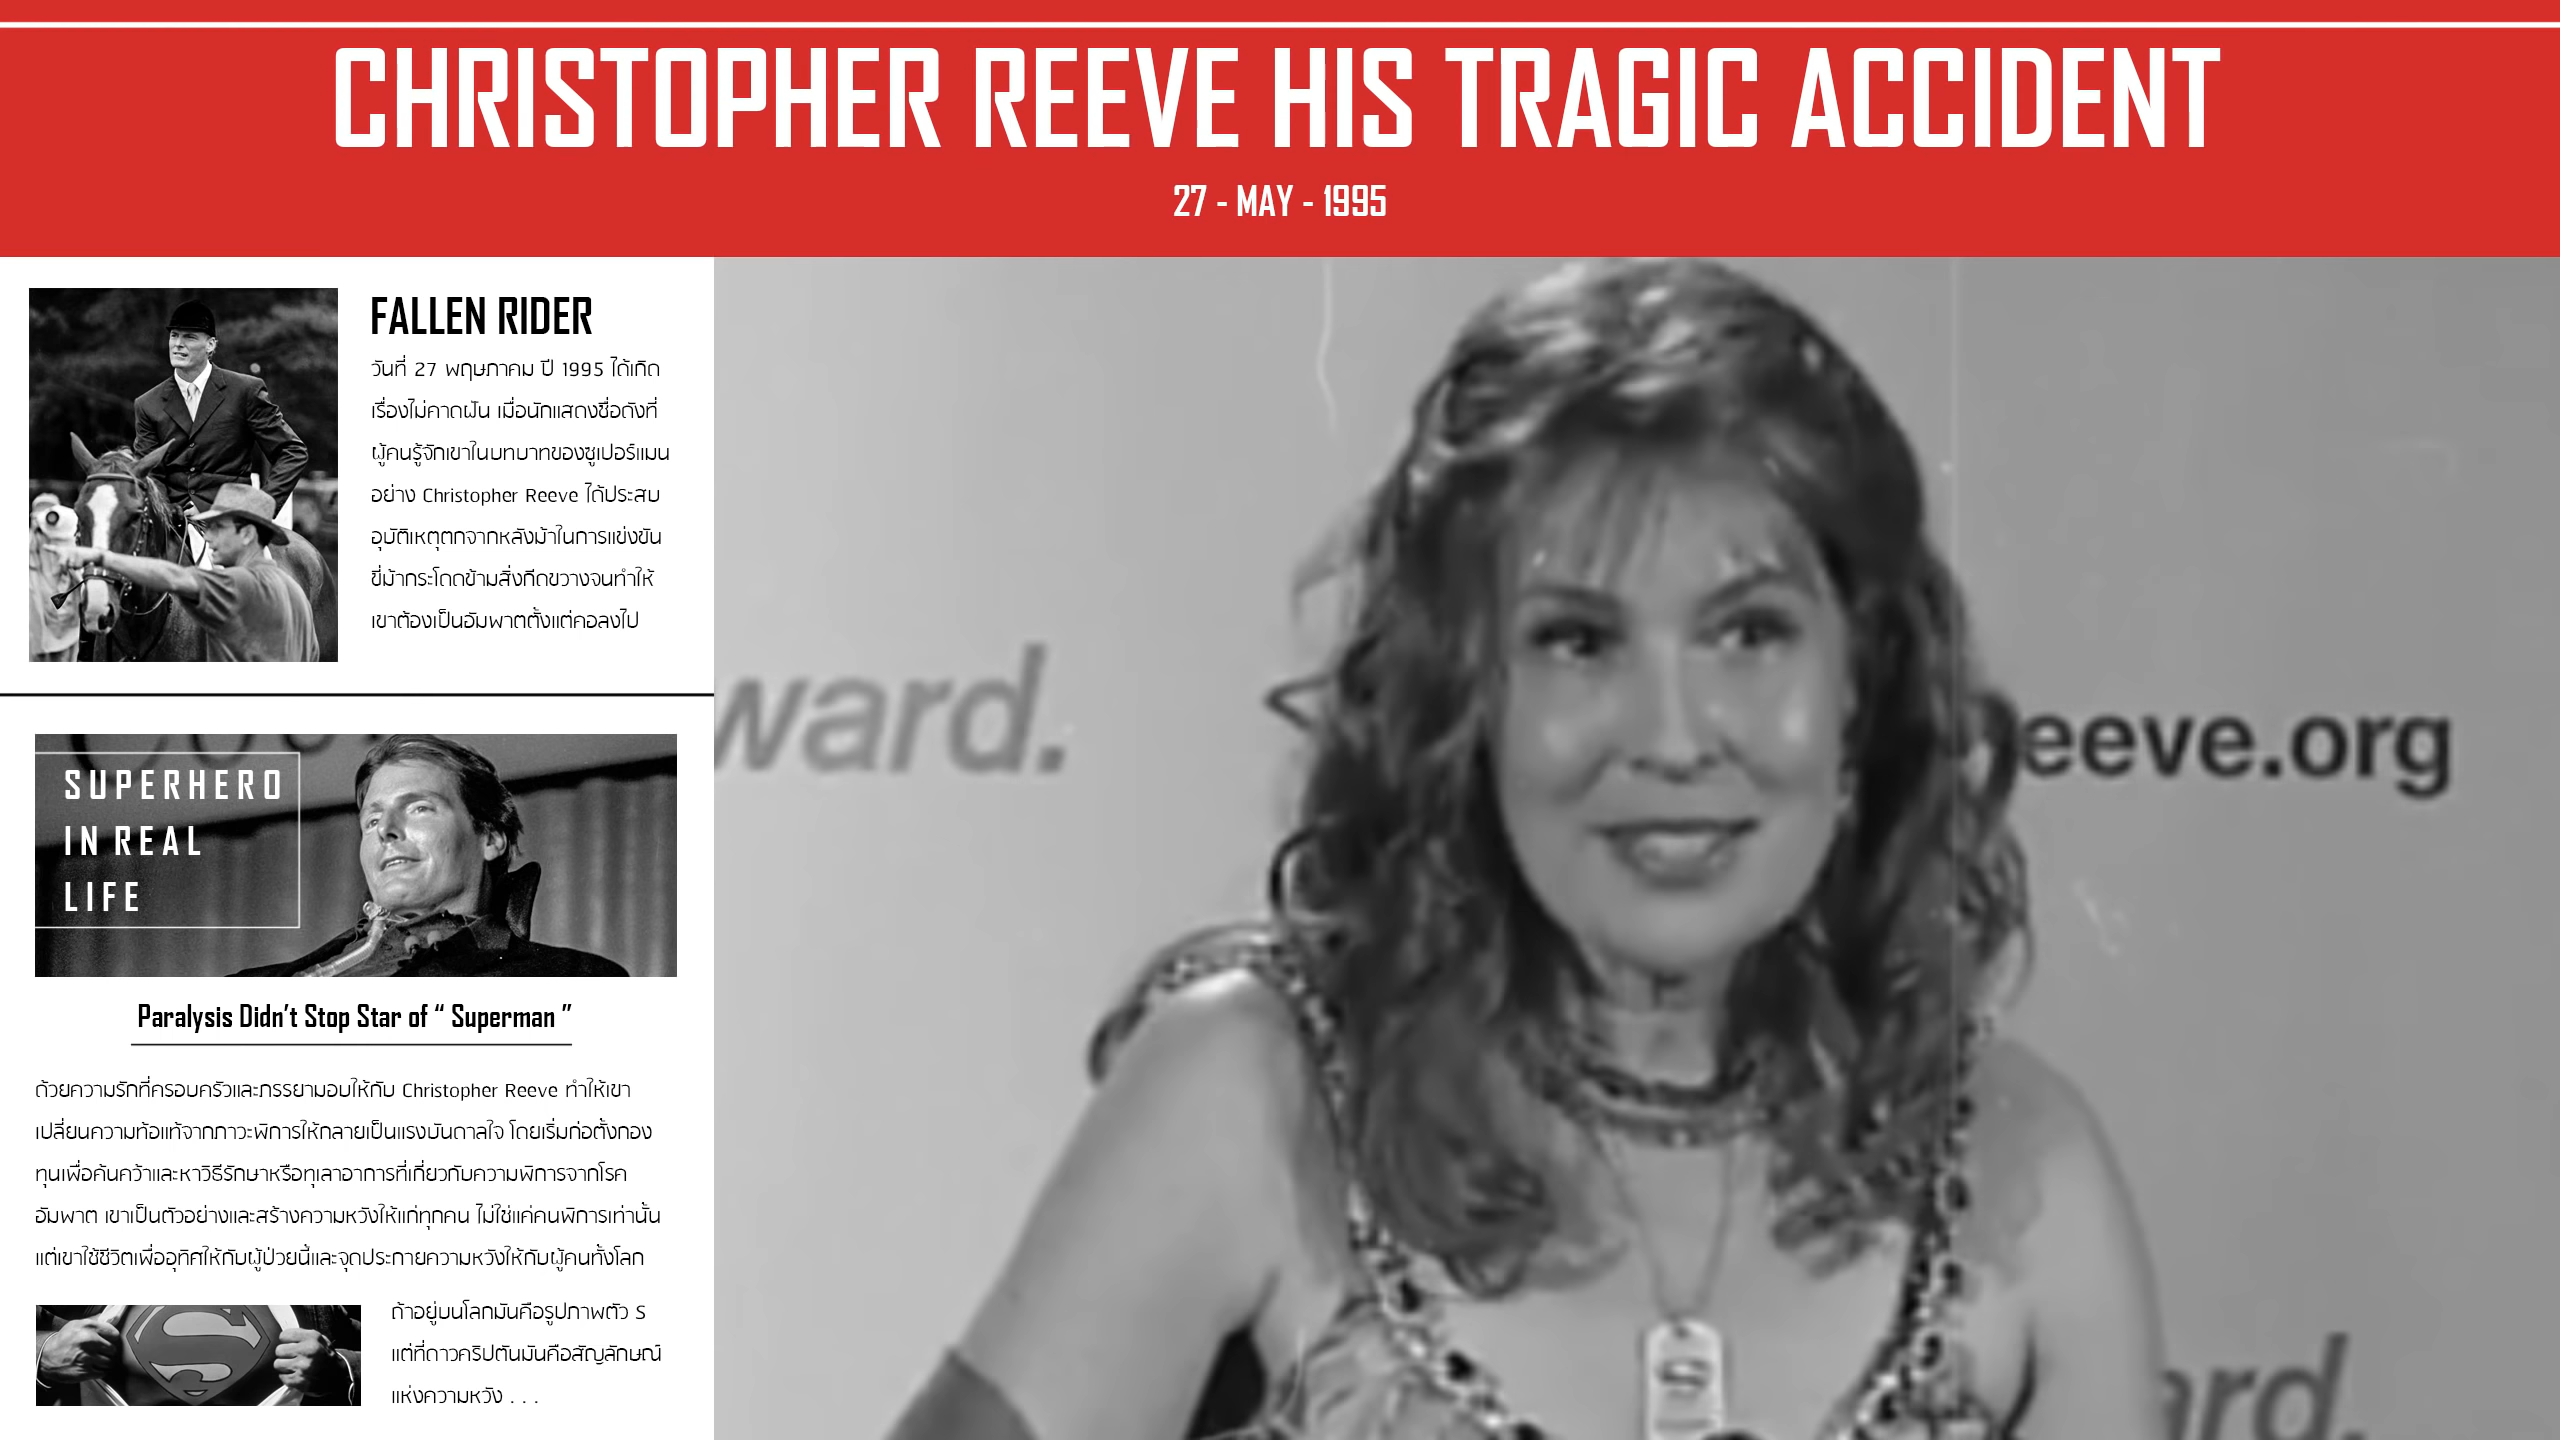 CHRISTOPHER REEVE HIS TRAGIC ACCIDENT
27 - MAY - 1995
FALLEN RIDER
วันที่ 27 พฤษภาคม ปี 1995 ได้เกิด
เรื่องไม่คาดฝัน เมื่อนักแสดงชื่อดังที่
ผู้คนรู้จักเขาในบทบาทของซูเปอร์แมน
อย่าง Christopher Reeve ได้ประสบ
อุบัติเหตุตกจากหลังม้าในการแข่งขัน
ขี่ม้ากระโดดข้ามสิ่งกีดขวางจนทำให้
เขาต้องเป็นอัมพาตตั้งแต่คอลงไป
SUPERHERO
IN REAL
LIFE
Paralysis Didn’t Stop Star of “ Superman ”
ด้วยความรักที่ครอบครัวและภรรยามอบให้กับ Christopher Reeve ทำให้เขา
เปลี่ยนความท้อแท้จากภาวะพิการให้กลายเป็นแรงบันดาลใจ โดยเริ่มก่อตั้งกอง
ทุนเพื่อค้นคว้าและหาวิธีรักษาหรือทุเลาอาการที่เกี่ยวกับความพิการจากโรค
อัมพาต เขาเป็นตัวอย่างและสร้างความหวังให้แก่ทุกคน ไม่ใช่แค่คนพิการเท่านั้น
แต่เขาใช้ชีวิตเพื่ออุทิศให้กับผู้ป่วยนี้และจุดประกายความหวังให้กับผู้คนทั้งโลก
ถ้าอยู่บนโลกมันคือรูปภาพตัว S
แต่ที่ดาวคริปตันมันคือสัญลักษณ์
แห่งความหวัง . . .
ward.
eeve.org
S
ard.